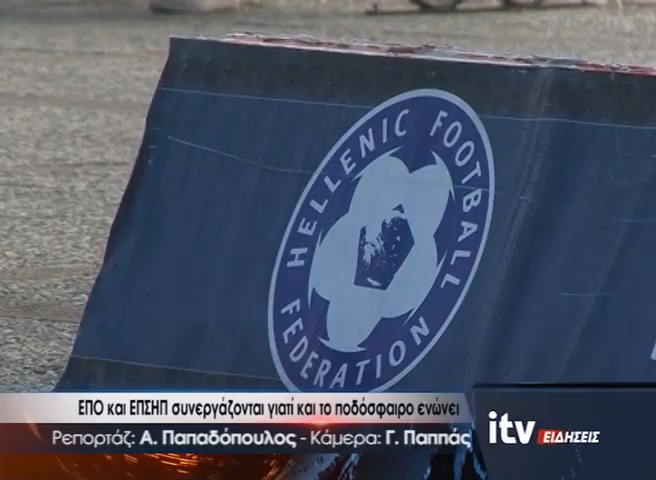 HELLENIC FOOTBALL
FEDERATION
ΕΠΟ και ΕΠΣΗΠ συνεργάζονται γιατί και το ποδόσφαιρο ενώνει
Ρεπορτάζ: Α. Παπαδόπουλος - Κάμερα: Γ. Παππάς
itv ΕΙΔΗΣΕΙΣ